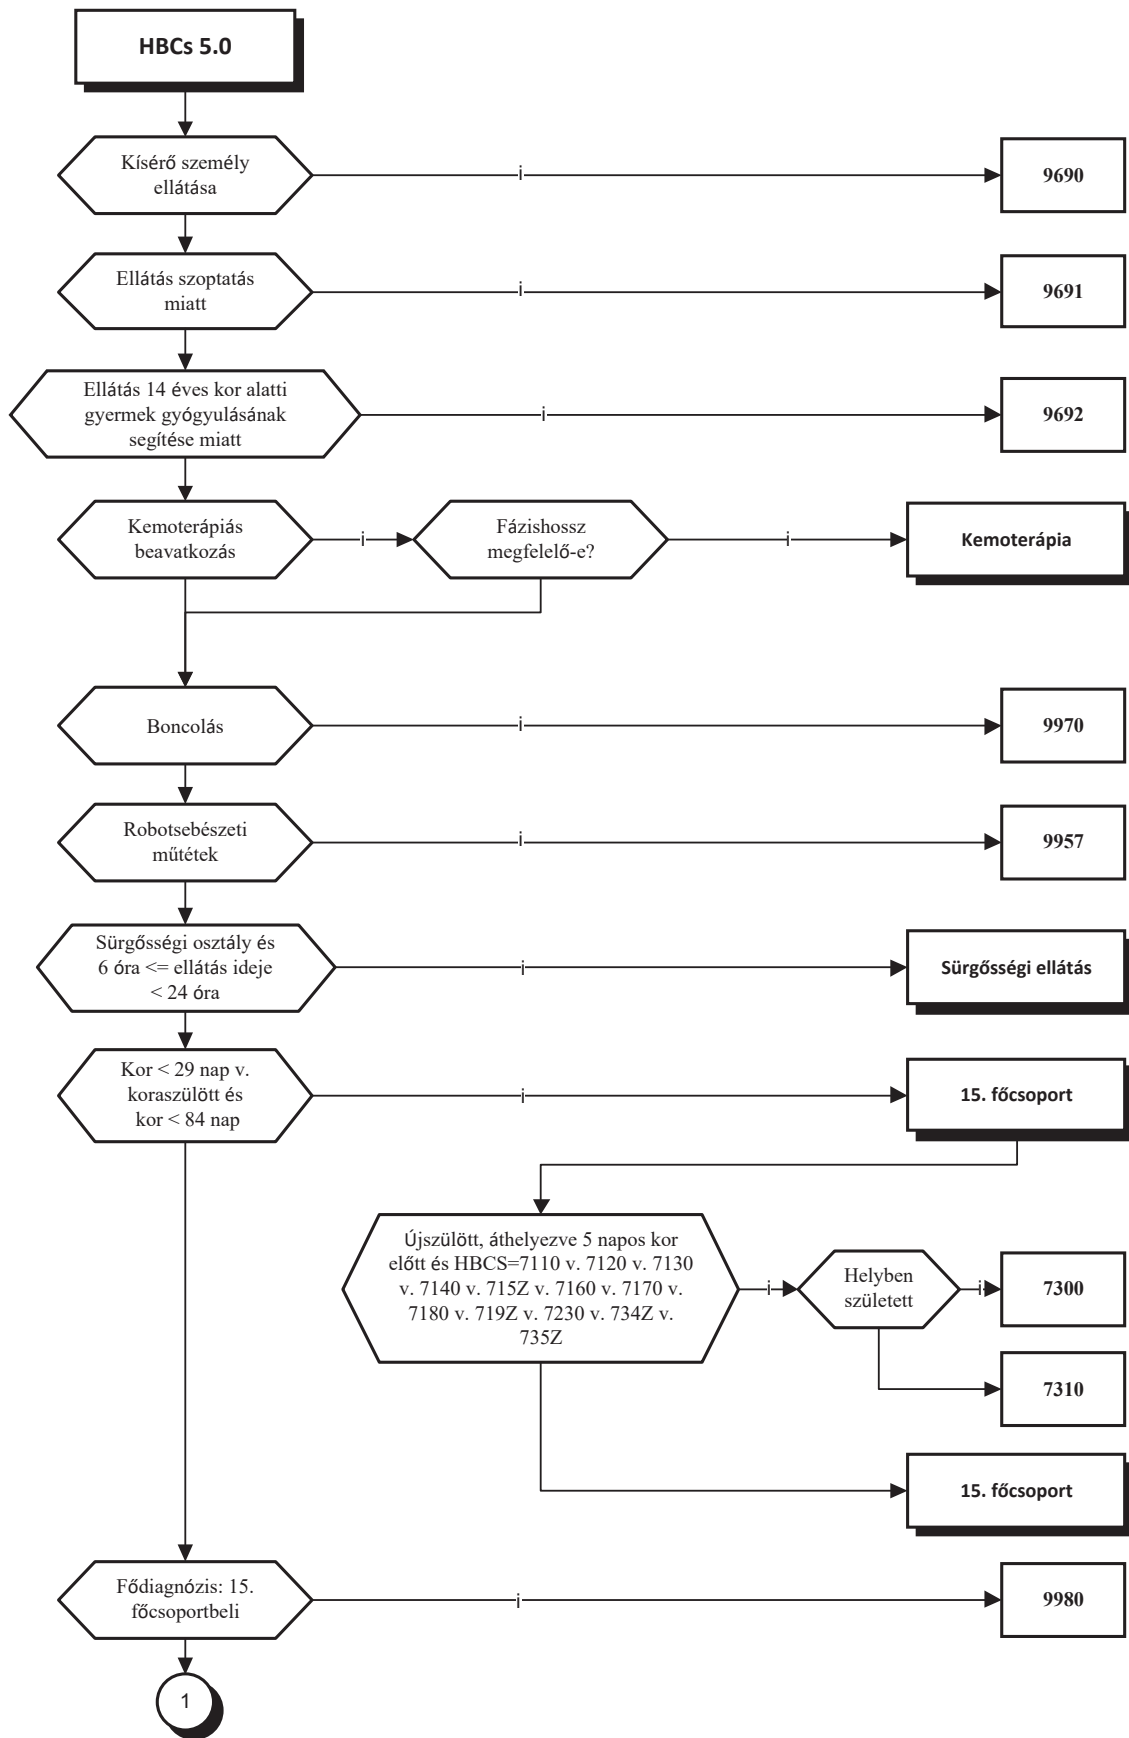 HBCs 5.0
Kísérő személy
ellátása
i
9690
Ellátás szoptatás
miatt
i
9691
Ellátás 14 éves kor alatti
gyermek gyógyulásának
segítése miatt
i
9692
Kemoterápiás
beavatkozás
i
Fázishossz
megfelelő-e?
i
Kemoterápia
Boncolás
i
9970
Robotsebészeti
műtétek
i
9957
Sürgősségi osztály és
6 óra <= ellátás ideje
< 24 óra
i
Sürgősségi ellátás
Kor < 29 nap v.
koraszülött és
kor < 84 nap
i
15. főcsoport
Újszülött, áthelyezve 5 napos kor
előtt és HBCS=7110 v. 7120 v. 7130
v. 7140 v. 715Z v. 7160 v. 7170 v.
7180 v. 719Z v. 7230 v. 734Z v.
735Z
i
Helyben
született
i
7300
7310
15. főcsoport
Fődiagnózis: 15.
főcsoportbeli
i
9980
1